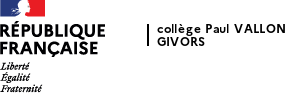 RÉPUBLIQUE
FRANÇAISE
Liberté
Égalité
Fraternité
collège Paul VALLON
GIVORS